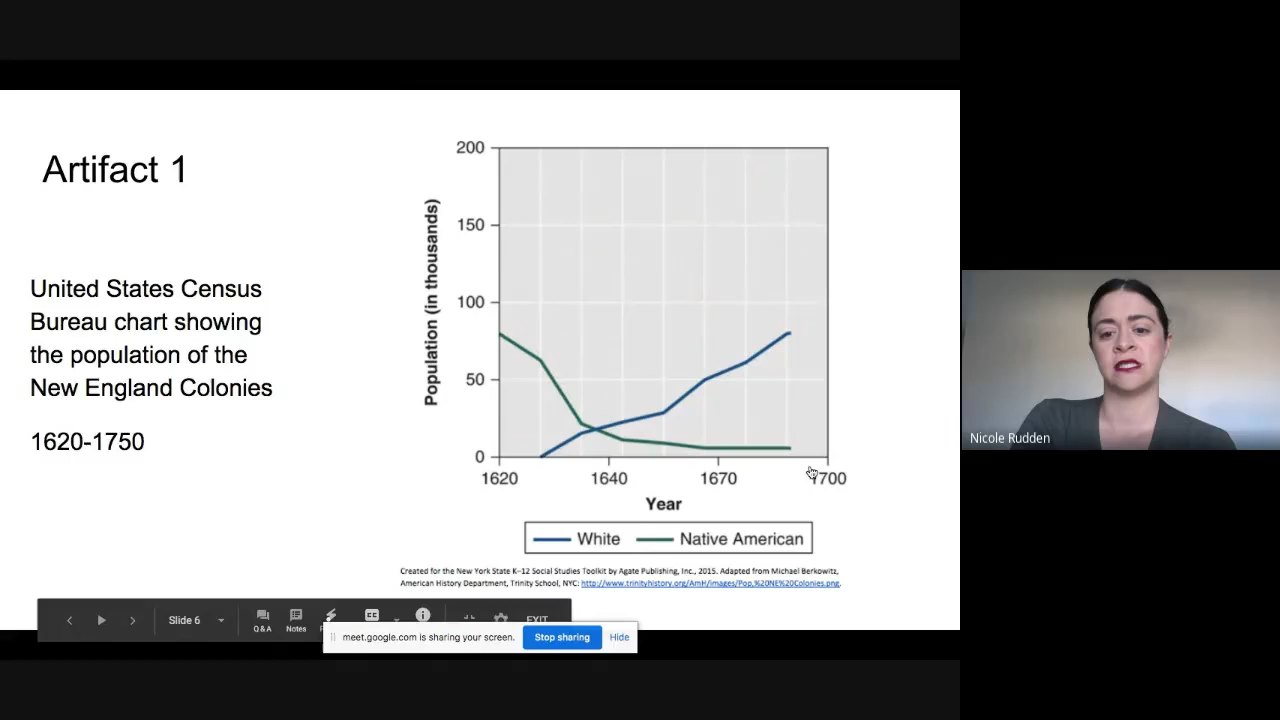 Artifact 1
United States Census
Bureau chart showing
the population of the
New England Colonies
1620-1750
200
150
100
50
0
Population (in thousands)
1620
1640
1670
1700
Year
White
Native American
Created for the New York State K–12 Social Studies Toolkit by Agate Publishing, Inc., 2015. Adapted from Michael Berkowitz,
American History Department, Trinity School, NYC: http://www.trinityhistory.org/AmH/images/Pop,%20NE%20Colonies.png.
Nicole Rudden
Slide 6
Q & A
Notes
CC
EXIT
meet.google.com is sharing your screen.
Stop sharing
Hide